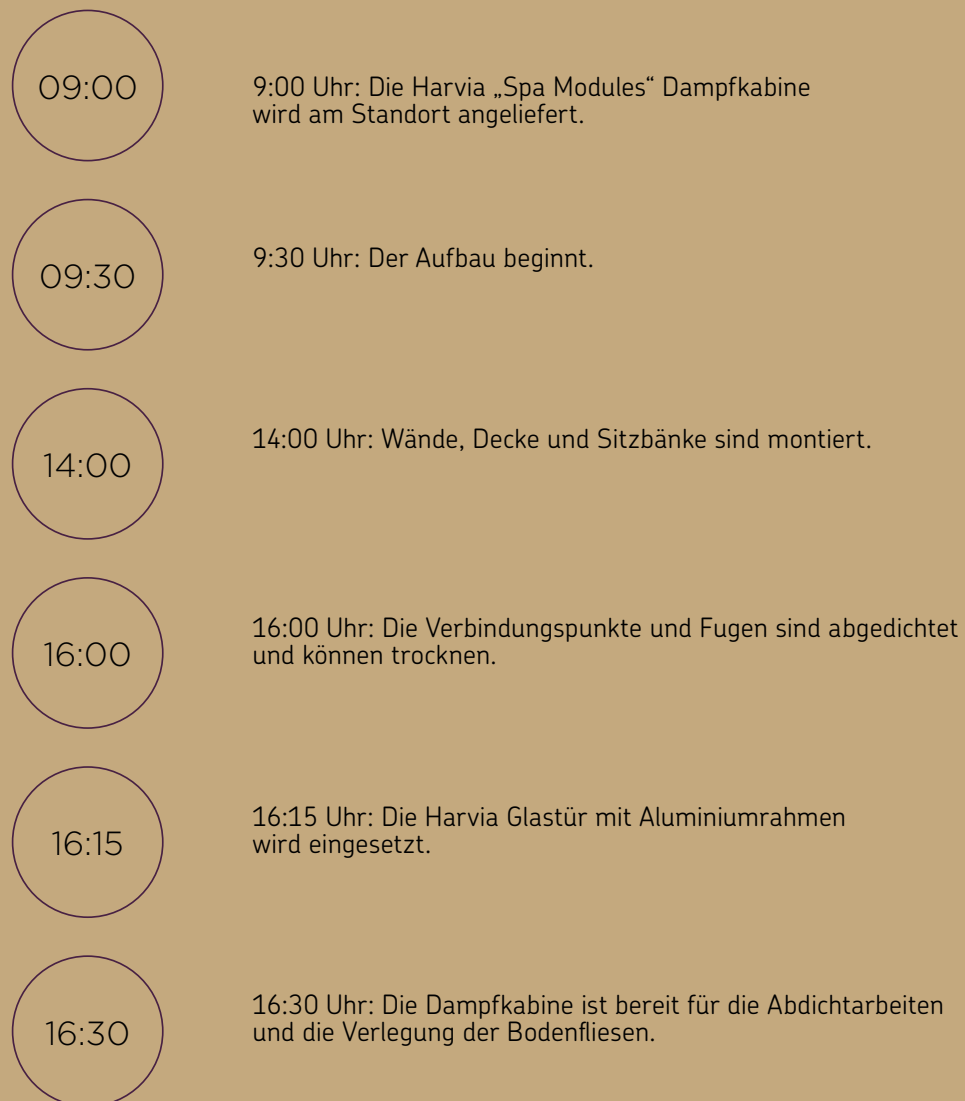 09:00
9:00 Uhr: Die Harvia „Spa Modules“ Dampfkabine
wird am Standort angeliefert.
09:30
9:30 Uhr: Der Aufbau beginnt.
14:00
14:00 Uhr: Wände, Decke und Sitzbänke sind montiert.
16:00
16:00 Uhr: Die Verbindungspunkte und Fugen sind abgedichtet
und können trocknen.
16:15
16:15 Uhr: Die Harvia Glastür mit Aluminiumrahmen
wird eingesetzt.
16:30
16:30 Uhr: Die Dampfkabine ist bereit für die Abdichtarbeiten
und die Verlegung der Bodenfliesen.